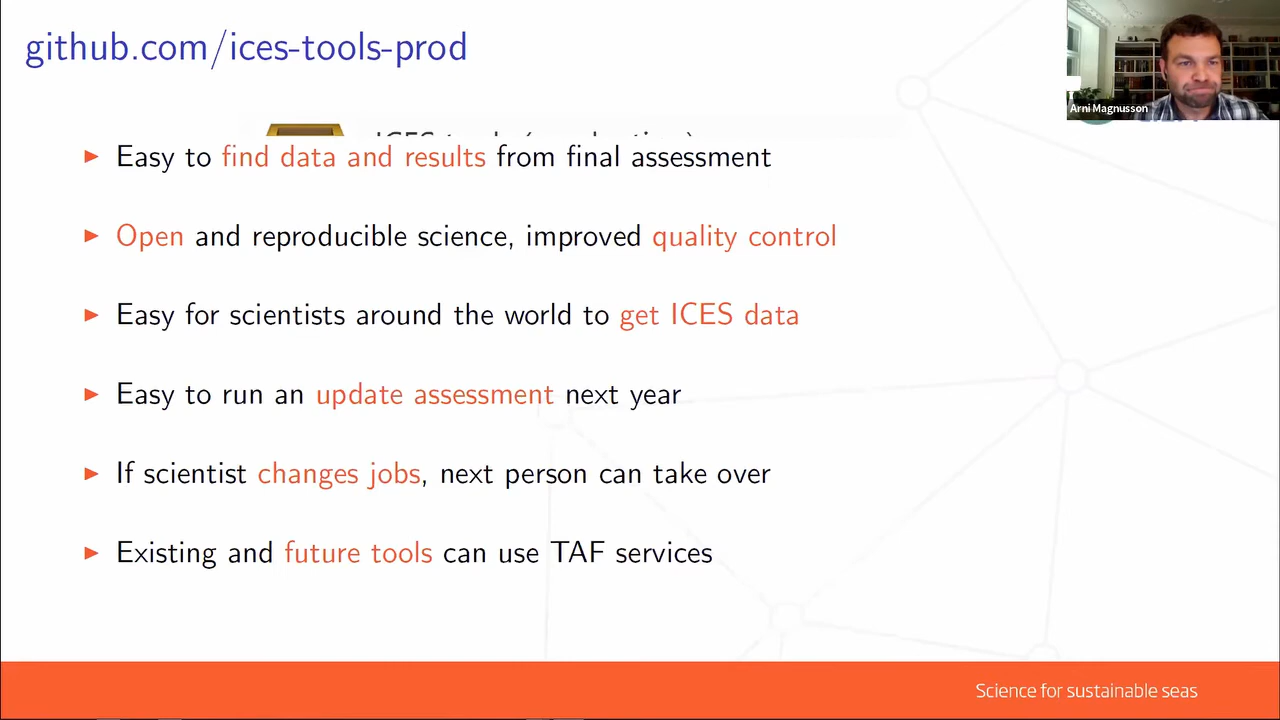 github.com/ices-tools-prod
Arni Magnusson
Easy to find data and results from final assessment
Open and reproducible science, improved quality control
Easy for scientists around the world to get ICES data
Easy to run an update assessment next year
If scientist changes jobs, next person can take over
Existing and future tools can use TAF services
Science for sustainable seas